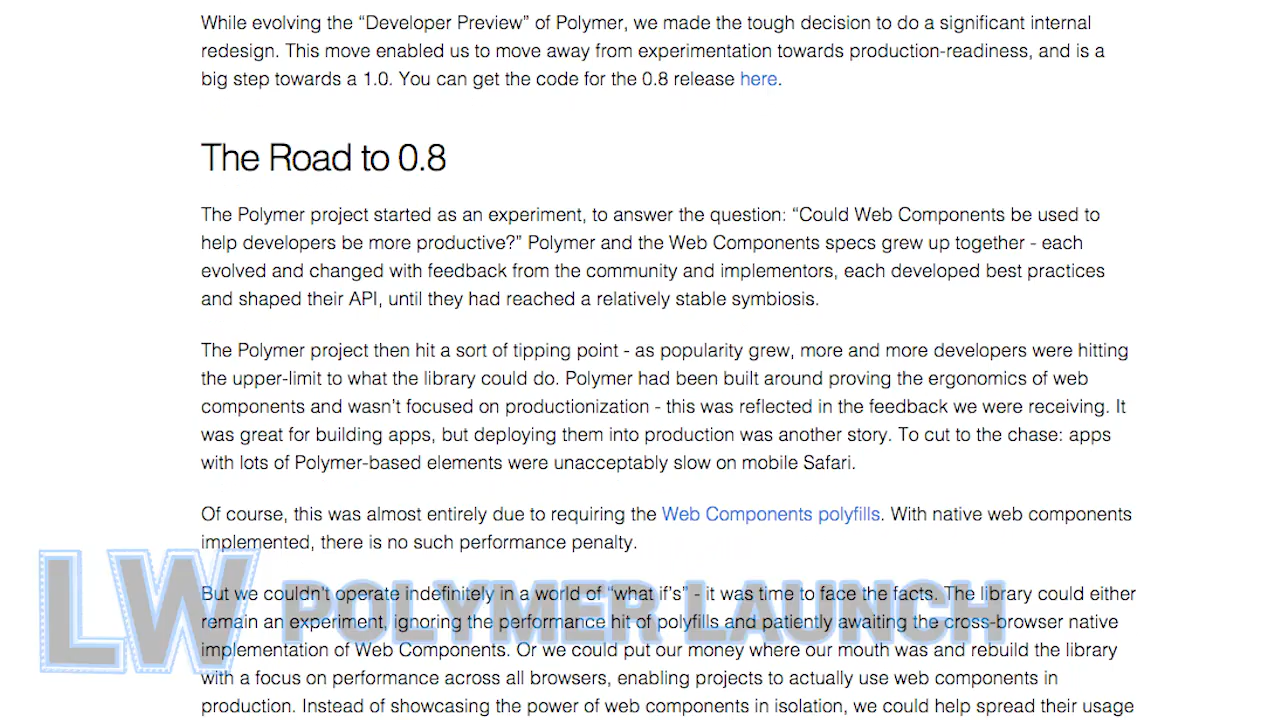 While evolving the “Developer Preview” of Polymer, we made the tough decision to do a significant internal
redesign. This move enabled us to move away from experimentation towards production-readiness, and is a
big step towards a 1.0. You can get the code for the 0.8 release here.
The Road to 0.8
The Polymer project started as an experiment, to answer the question: “Could Web Components be used to
help developers be more productive?” Polymer and the Web Components specs grew up together - each
evolved and changed with feedback from the community and implementors, each developed best practices
and shaped their API, until they had reached a relatively stable symbiosis.
The Polymer project then hit a sort of tipping point - as popularity grew, more and more developers were hitting
the upper-limit to what the library could do. Polymer had been built around proving the ergonomics of web
components and wasn’t focused on productionization - this was reflected in the feedback we were receiving. It
was great for building apps, but deploying them into production was another story. To cut to the chase: apps
with lots of Polymer-based elements were unacceptably slow on mobile Safari.
Of course, this was almost entirely due to requiring the Web Components polyfills. With native web components
implemented, there is no such performance penalty.
But we couldn’t operate indefinitely in a world of “what if’s” - it was time to face the facts. The library could either
remain an experiment, ignoring the performance hit of polyfills and patiently awaiting the cross-browser native
implementation of Web Components. Or we could put our money where our mouth was and rebuild the library
with a focus on performance across all browsers, enabling projects to actually use web components in
production. Instead of showcasing the power of web components in isolation, we could help spread their usage
LW POLYMER LAUNCH